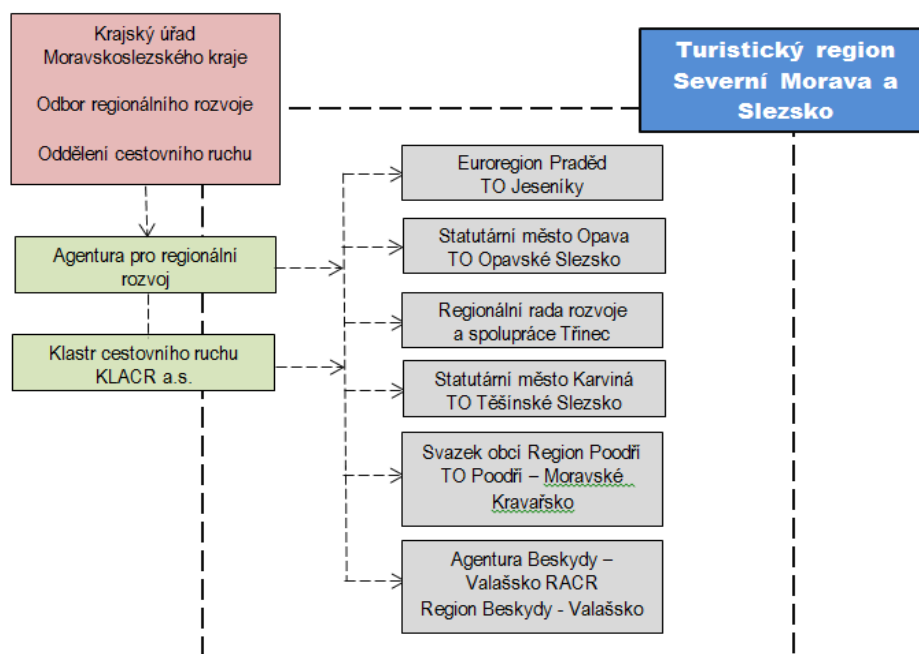 Krajský úřad
Moravskoslezského kraje
Odbor regionálního rozvoje
Oddělení cestovního ruchu
Turistický region
Severní Morava a
Slezsko
Agentura pro regionální
rozvoj
Klastr cestovního ruchu
KLACR a.s.
Euroregion Praděd
TO Jeseníky
Statutární město Opava
TO Opavské Slezsko
Regionální rada rozvoje
a spolupráce Třinec
Statutární město Karviná
TO Těšínské Slezsko
Svazek obcí Region Poodří
TO Poodří – Moravské
Kravařsko
Agentura Beskydy –
Valašsko RACR
Region Beskydy - Valašsko